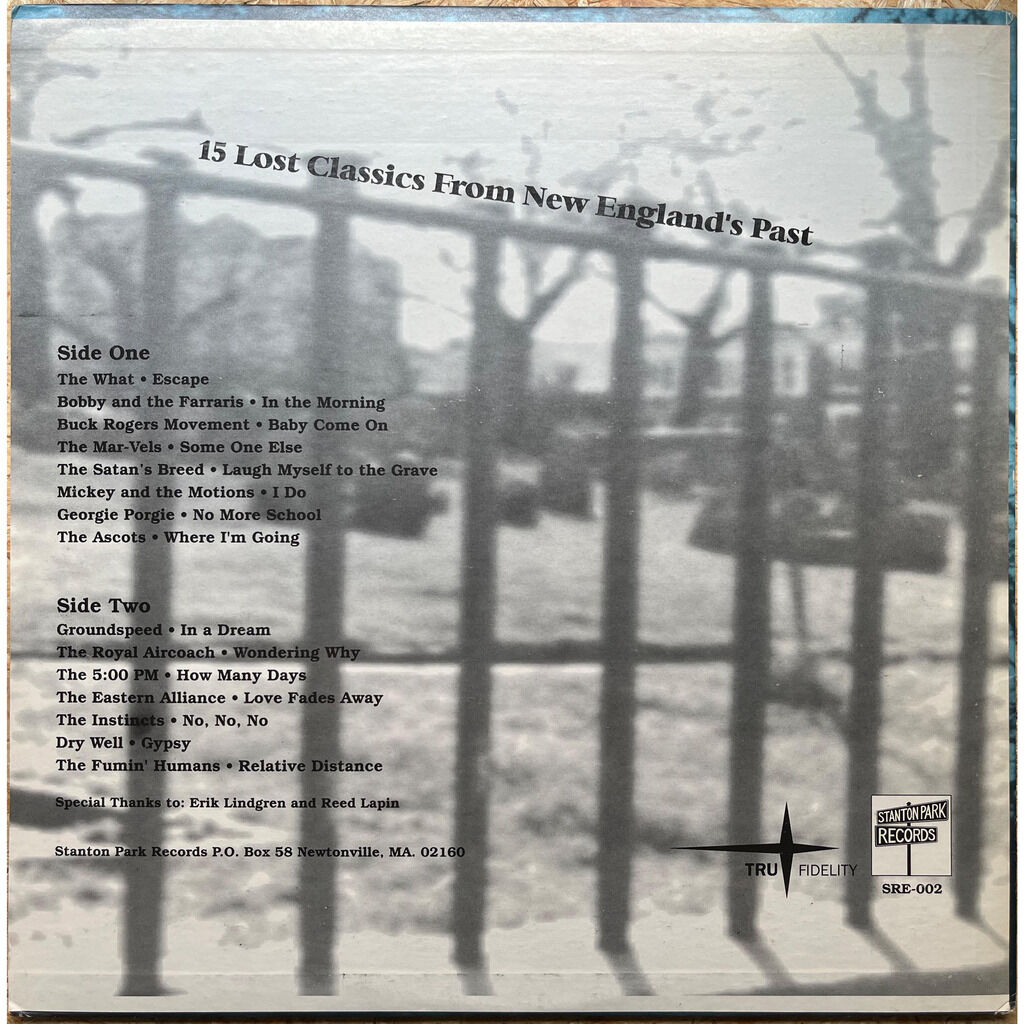 15 Lost Classics From New England's Past
Side One
The What • Escape
Bobby and the Farraris • In the Morning
Buck Rogers Movement • Baby Come On
The Mar-Vels • Some One Else
The Satan's Breed • Laugh Myself to the Grave
Mickey and the Motions • I Do
Georgie Porgie • No More School
The Ascots • Where I'm Going
Side Two
Groundspeed • In a Dream
The Royal Aircoach • Wondering Why
The 5:00 PM • How Many Days
The Eastern Alliance • Love Fades Away
The Instincts • No, No, No
Dry Well • Gypsy
The Fumin' Humans • Relative Distance
Special Thanks to: Erik Lindgren and Reed Lapin
Stanton Park Records P.O. Box 58 Newtonville, MA. 02160
TRU FIDELITY
STANTON PARK
RECORDS
SRE-002